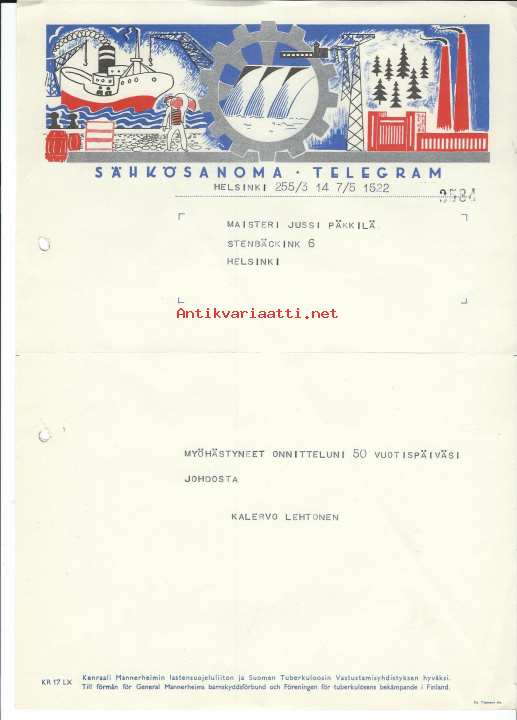 SÄHKÖSANOMA · TELEGRAM
HELSINKI 255/3 14 7/5 1522
3584
MAISTERI JUSSI PÄKKILÄ.
STENBÄCKINK 6
HELSINKI
Antikvariaatti.net
MYÖHÄSTYNEET ONNITTELUNI 50 VUOTISPÄIVÄSI
JOHDOSTA
KALERVO LEHTONEN
KR 17 LX
Kenraali Mannerheimin lastensuojeluliiton ja Suomen Tuberkuloosin Vastustamisyhdistyksen hyväksi.
Till förmån för General Mannerheims barnskyddsförbund och Föreningen för tuberkulosens bekämpande i Finland.